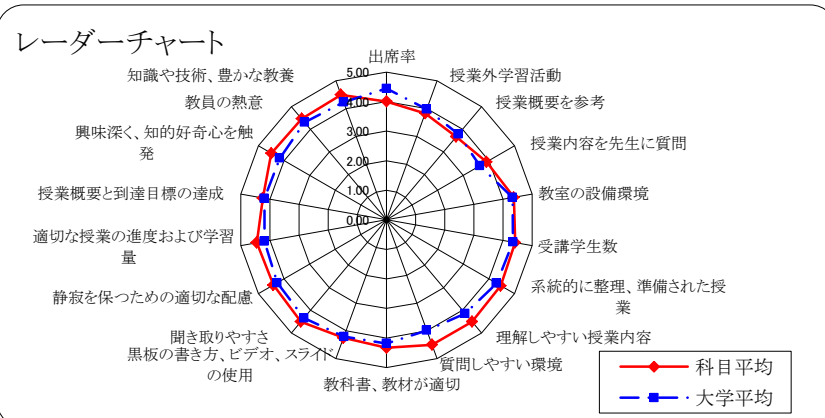 レーダーチャート
出席率
授業外学習活動
授業概要を参考
授業内容を先生に質問
教室の設備環境
受講学生数
系統的に整理、準備された授
業
理解しやすい授業内容
質問しやすい環境
教科書、教材が適切
黒板の書き方、ビデオ、スライド
の使用
聞き取りやすさ
静寂を保つための適切な配慮
適切な授業の進度および学習
量
授業概要と到達目標の達成
興味深く、知的好奇心を触
発
教員の熱意
知識や技術、豊かな教養
5.00
4.00
3.00
2.00
1.00
0.00
科目平均
大学平均